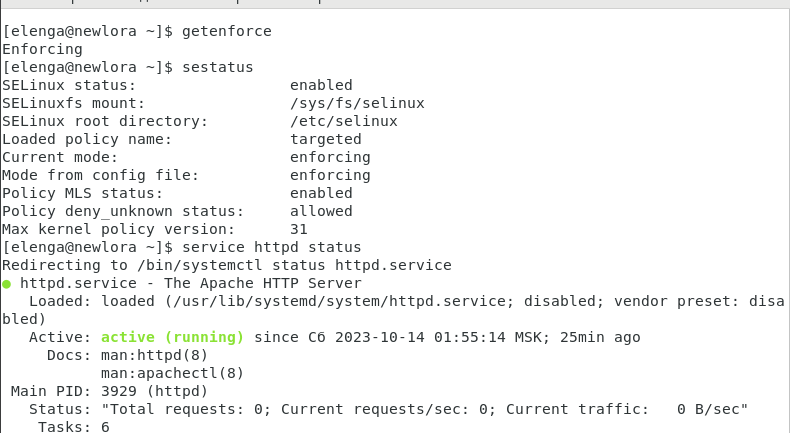 [elenga@newlora ~]$ getenforce
Enforcing
[elenga@newlora ~]$ sestatus
SELinux status:                 enabled
SELinuxfs mount:                /sys/fs/selinux
SELinux root directory:         /etc/selinux
Loaded policy name:             targeted
Current mode:                   enforcing
Mode from config file:          enforcing
Policy MLS status:              enabled
Policy deny_unknown status:     allowed
Max kernel policy version:      31
[elenga@newlora ~]$ service httpd status
Redirecting to /bin/systemctl status httpd.service
● httpd.service - The Apache HTTP Server
   Loaded: loaded (/usr/lib/systemd/system/httpd.service; disabled; vendor preset: disa
bled)
   Active: active (running) since Сб 2023-10-14 01:55:14 MSK; 25min ago
     Docs: man:httpd(8)
           man:apachectl(8)
 Main PID: 3929 (httpd)
   Status: "Total requests: 0; Current requests/sec: 0; Current traffic:   0 B/sec"
    Tasks: 6